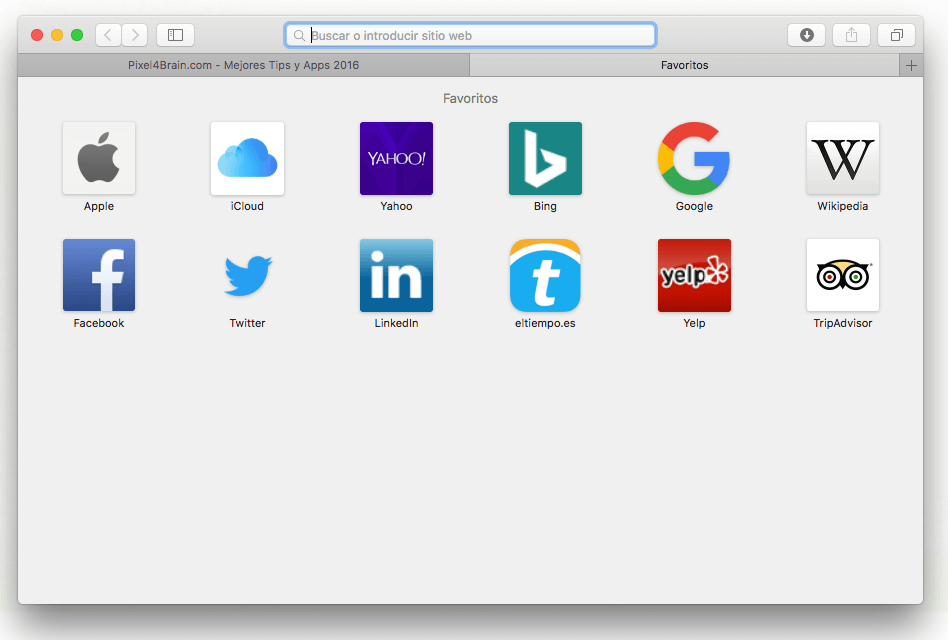 Buscar o introducir sitio web
Pixel4Brain.com - Mejores Tips y Apps 2016
Favoritos
Favoritos
YAHOO!
b
G
W
Apple
iCloud
Yahoo
Bing
Google
Wikipedia
f
in
t
yelp
Facebook
Twitter
LinkedIn
eltiempo.es
Yelp
TripAdvisor